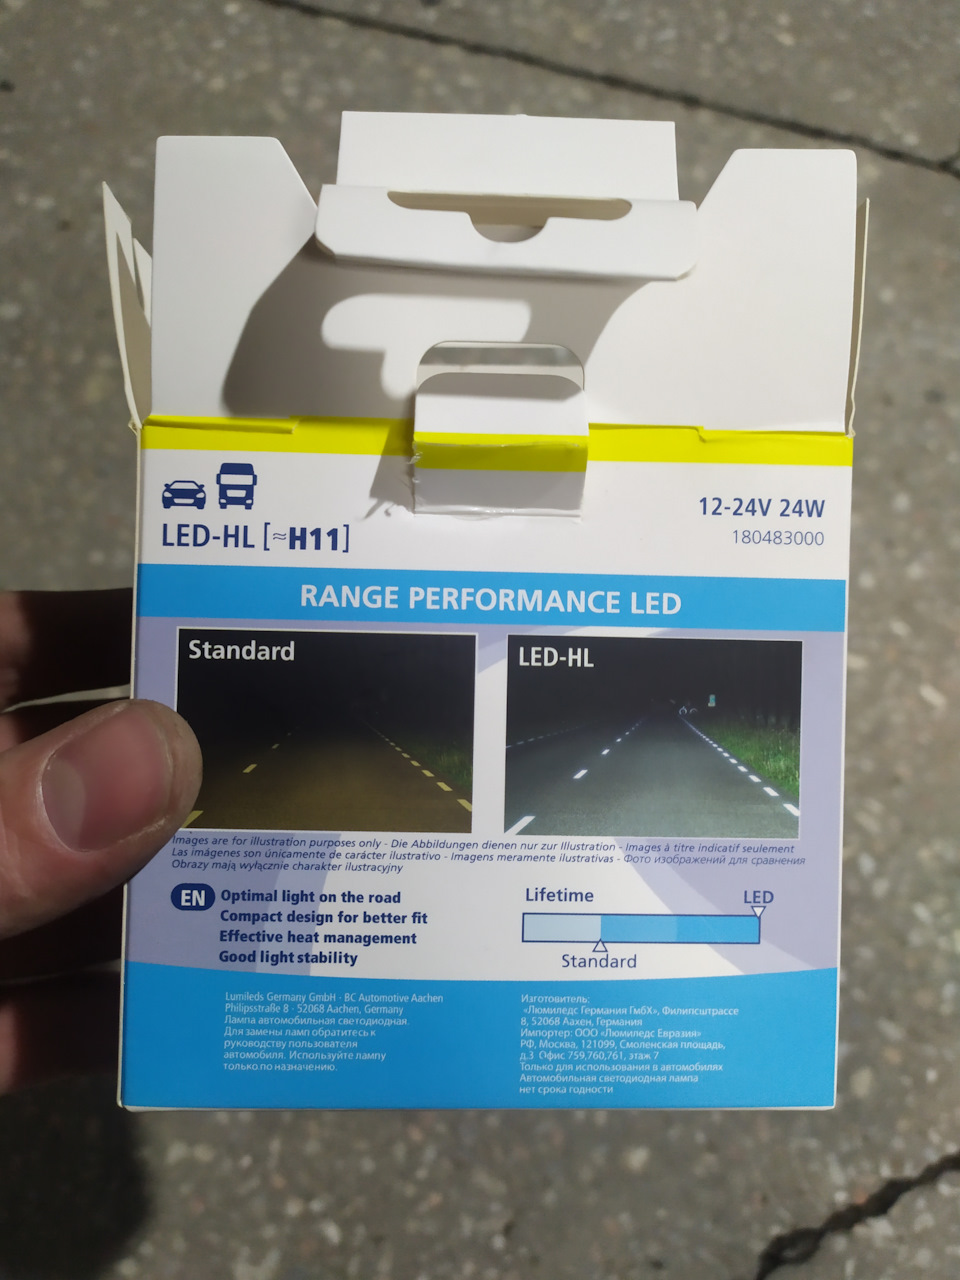 12-24V 24W
LED-HL [≈H11]
180483000
RANGE PERFORMANCE LED
Standard
LED-HL
Images are for illustration purposes only - Die Abbildungen dienen nur zur Illustration - Images à titre indicatif seulement
Las imágenes son únicamente de carácter ilustrativo - Imagens meramente ilustrativas - Фото изображений для сравнения
Obrazy mają wyłącznie charakter ilustracyjny
EN Optimal light on the road
Compact design for better fit
Effective heat management
Good light stability
Lifetime
LED
Standard
Lumileds Germany GmbH - BC Automotive Aachen
Philipsstraße 8 - 52068 Aachen, Germany
Лампа автомобильная светодиодная.
Для замены ламп обратитесь к
руководству пользователя
автомобиля. Используйте лампу
только по назначению.
Изготовитель:
«Люмиледс Германия ГмбХ», Филипсштрассе
8, 52068 Аахен, Германия
Импортер: ООО «Люмиледс Евразия»
РФ, Москва, 121099, Смоленская площадь,
д.3 Офис 759,760,761, этаж 7
Только для использования в автомобилях
Автомобильная светодиодная лампа
нет срока годности